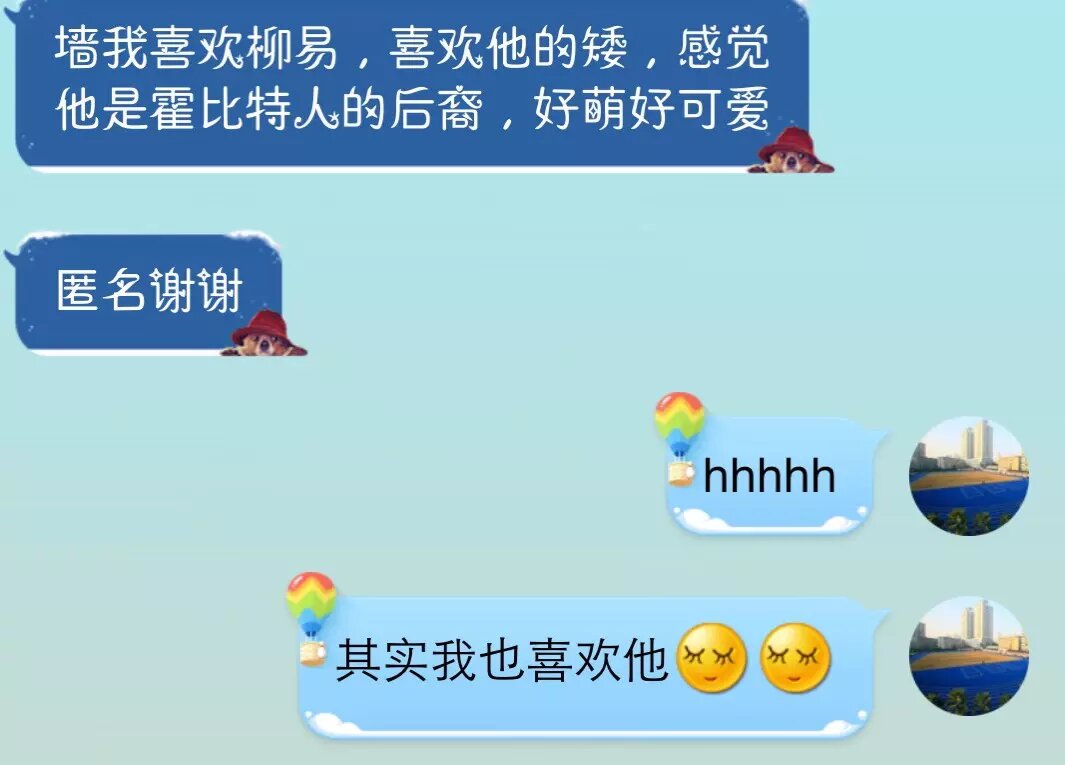 墙我喜欢柳易，喜欢他的矮，感觉
他是霍比特人的后裔，好萌好可爱
匿名谢谢
hhhhh
其实我也喜欢他